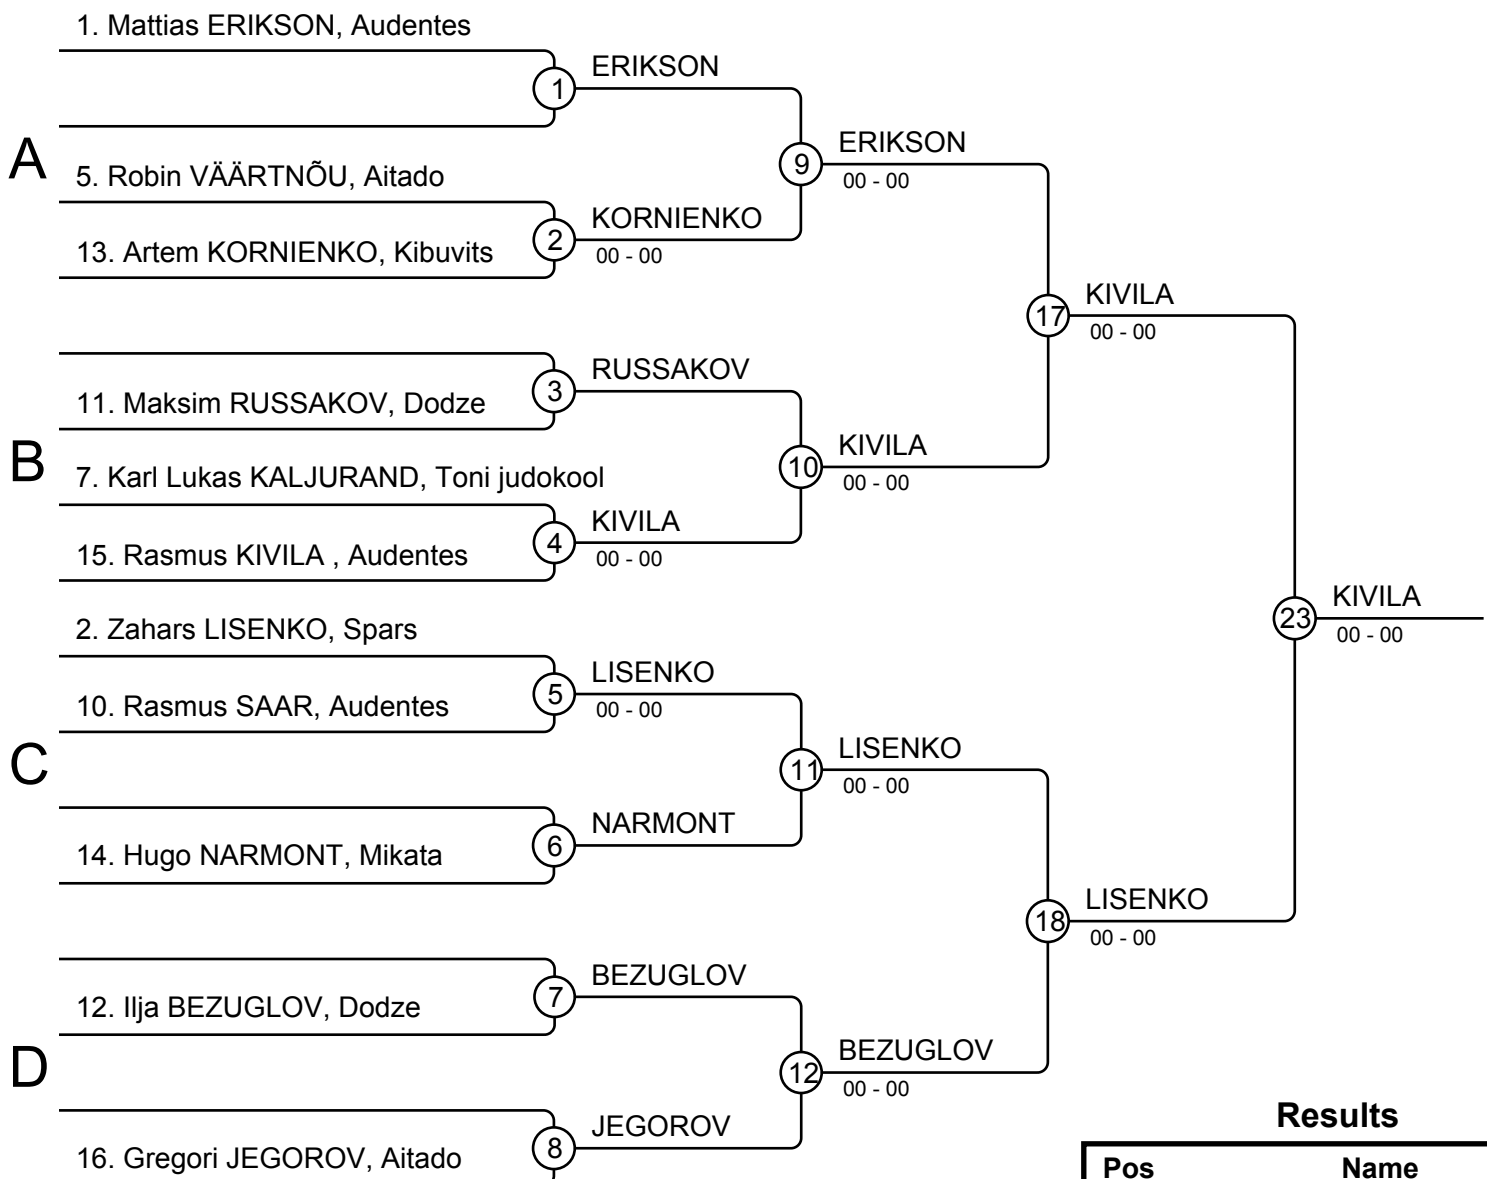 1. Mattias ERIKSON, Audentes
1
ERIKSON
A
5. Robin VÄÄRTNÕU, Aitado
13. Artem KORNIENKO, Kibuvits
2
KORNIENKO
00 - 00
9
ERIKSON
00 - 00
11. Maksim RUSSAKOV, Dodze
3
RUSSAKOV
B
7. Karl Lukas KALJURAND, Toni judokool
15. Rasmus KIVILA , Audentes
4
KIVILA
00 - 00
10
KIVILA
00 - 00
17
KIVILA
00 - 00
2. Zahars LISENKO, Spars
10. Rasmus SAAR, Audentes
5
LISENKO
00 - 00
C
14. Hugo NARMONT, Mikata
6
NARMONT
11
LISENKO
00 - 00
12. Ilja BEZUGLOV, Dodze
7
BEZUGLOV
D
16. Gregori JEGOROV, Aitado
8
JEGOROV
12
BEZUGLOV
00 - 00
18
LISENKO
00 - 00
23
KIVILA
00 - 00
Results
Pos Name